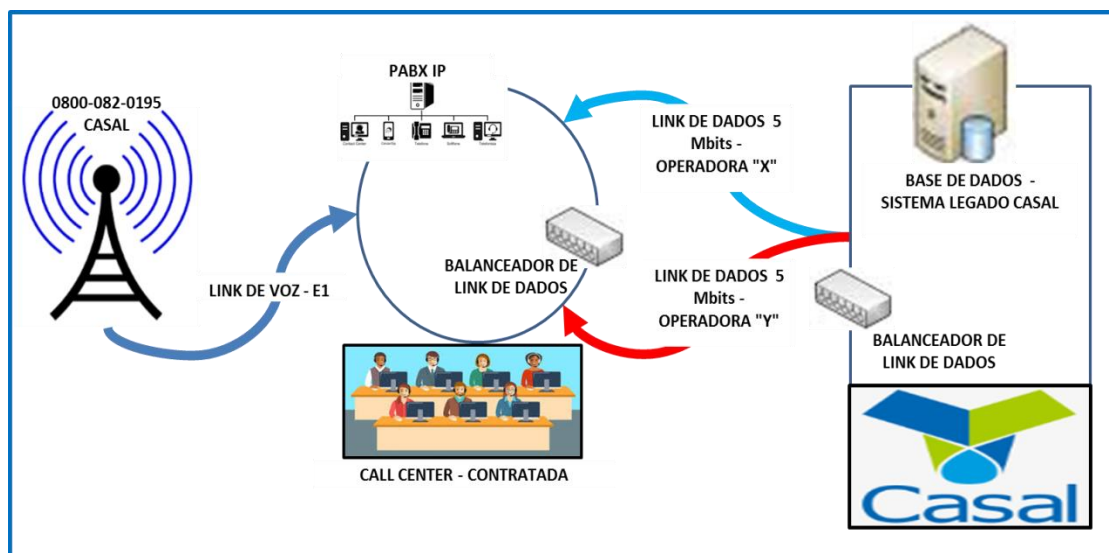 0800-082-0195
CASAL
LINK DE VOZ - E1
PABX IP
BALANCEADOR DE
LINK DE DADOS
CALL CENTER - CONTRATADA
LINK DE DADOS 5
Mbits -
OPERADORA "X"
LINK DE DADOS 5
Mbits -
OPERADORA "Y"
BASE DE DADOS -
SISTEMA LEGADO CASAL
BALANCEADOR DE
LINK DE DADOS
Casal